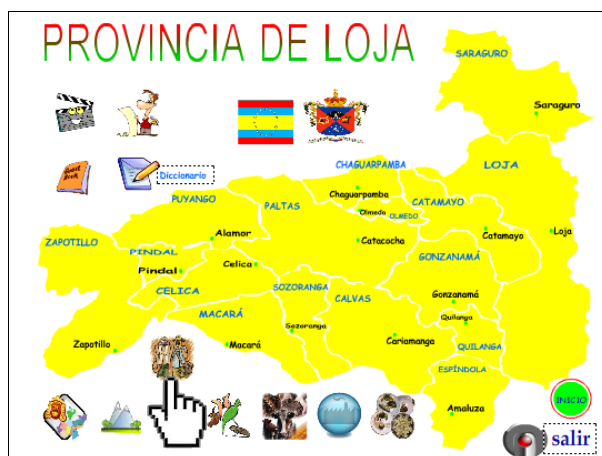 PROVINCIA DE LOJA
SARAGURO
Saraguro
CHAGUARPAMBA
LOJA
Diccionario
Chaguarpamba
PUYANGO
PALTAS
CATAMAYO
Olmedo
OLMEDO
Alamor
Catamayo
Loja
ZAPOTILLO
Catacocha
PINDAL
GONZANAMÁ
Pindal
Celica
CELICA
SOZORANGA
CALVAS
Gonzanamá
MACARÁ
Quilanga
Sozoranga
Cariamanga
Zapotillo
Macará
QUILANGA
ESPÍNDOLA
INICIO
Amaluza
salir